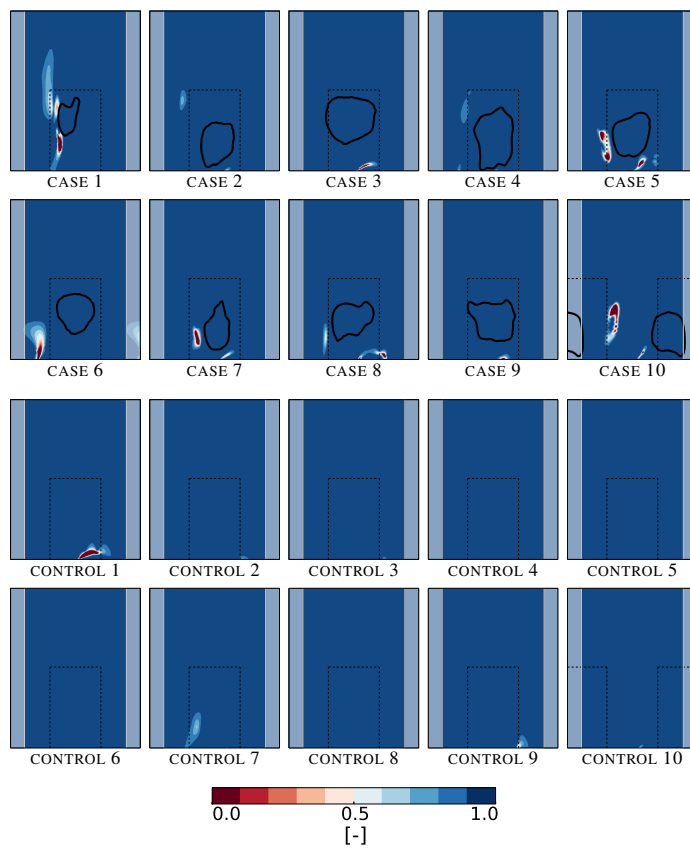 CASE 1 CASE 2 CASE 3 CASE 4 CASE 5
CASE 6 CASE 7 CASE 8 CASE 9 CASE 10
CONTROL 1 CONTROL 2 CONTROL 3 CONTROL 4 CONTROL 5
CONTROL 6 CONTROL 7 CONTROL 8 CONTROL 9 CONTROL 10
0.0 0.5 1.0
[-]